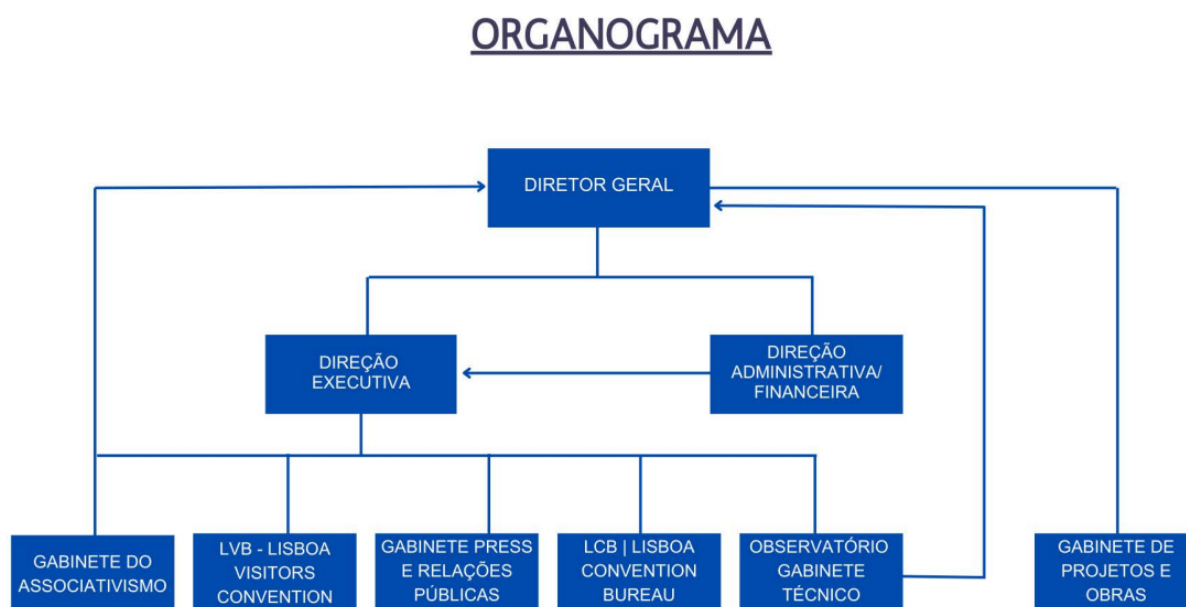 ORGANOGRAMA
DIRETOR GERAL
DIREÇÃO
EXECUTIVA
DIREÇÃO
ADMINISTRATIVA/
FINANCEIRA
GABINETE DO
ASSOCIATIVISMO
LVB - LISBOA
VISITORS
CONVENTION
GABINETE PRESS
E RELAÇÕES
PÚBLICAS
LCB | LISBOA
CONVENTION
BUREAU
OBSERVATÓRIO
GABINETE
TÉCNICO
GABINETE DE
PROJETOS E
OBRAS